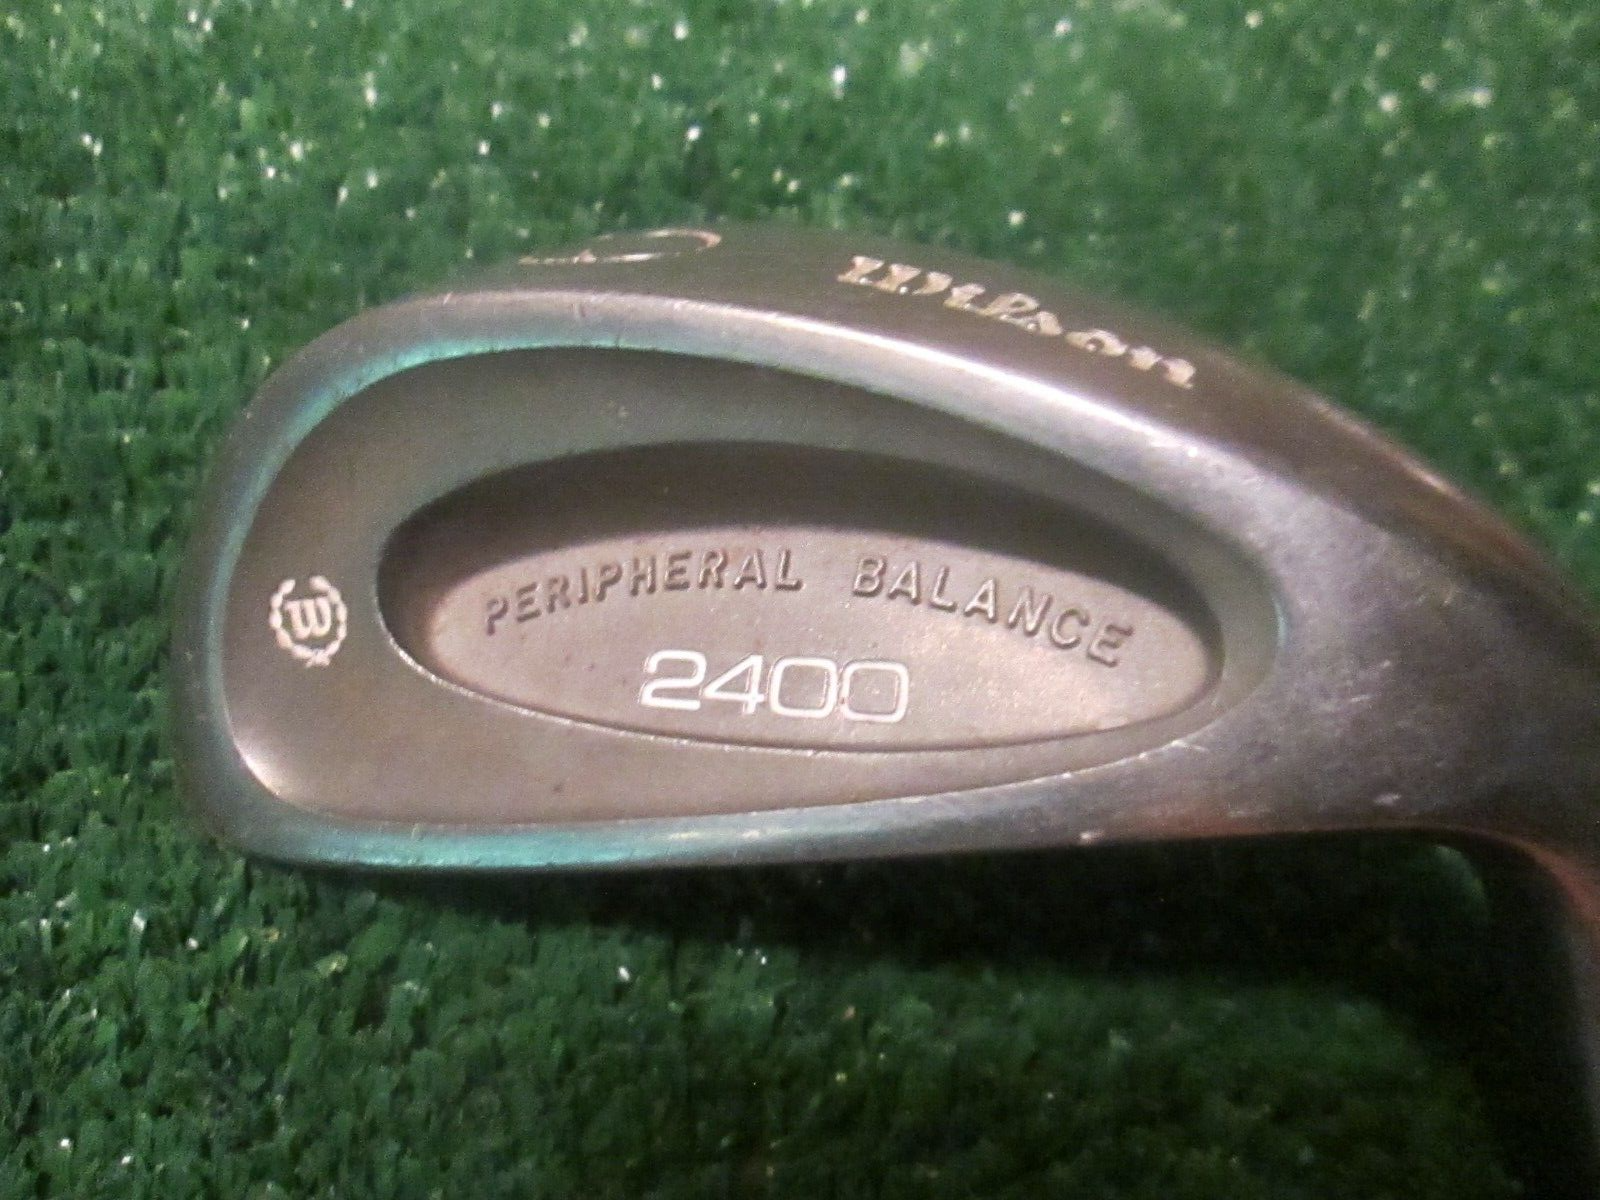 Wilson
PERIPHERAL BALANCE
2400
W